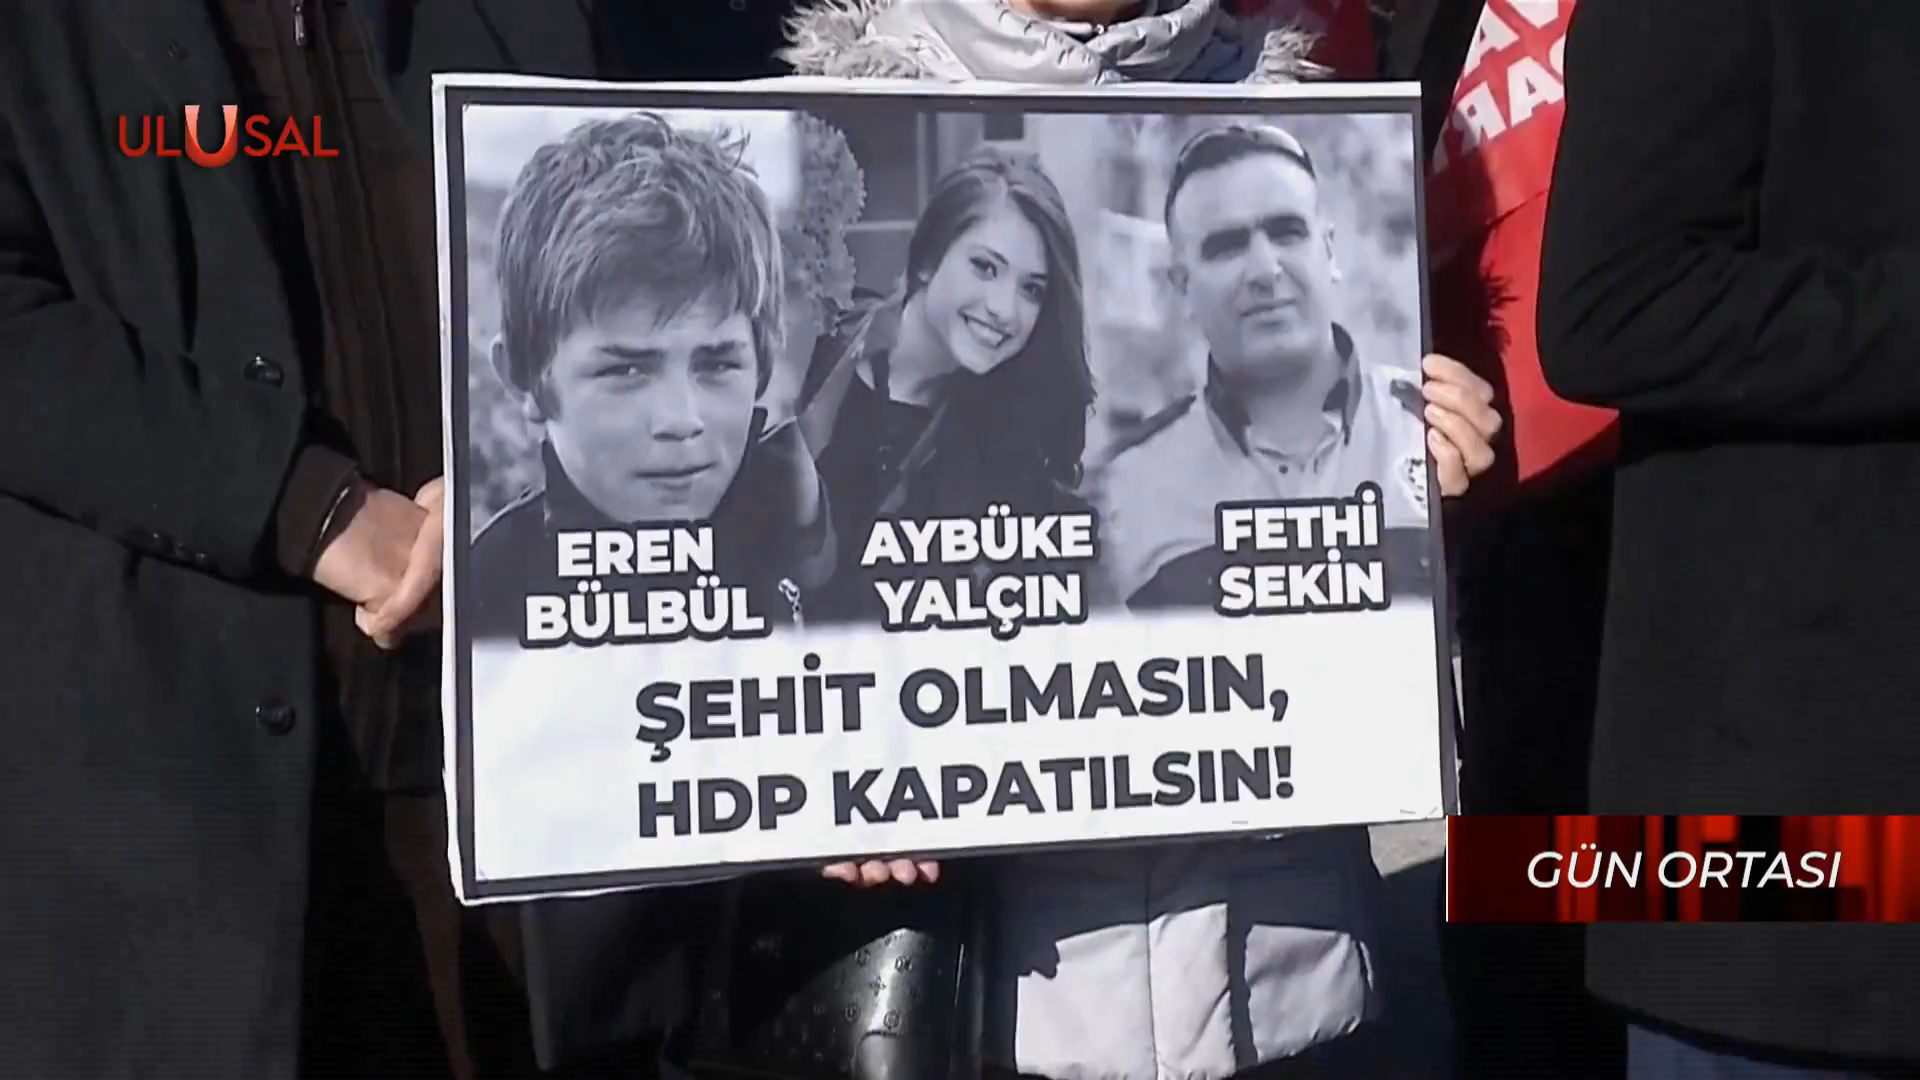 ULUSAL
EREN
BÜLBÜL
AYBÜKE
YALÇIN
FETHİ
SEKİN
ŞEHİT OLMASIN,
HDP KAPATILSIN!
GÜN ORTASI